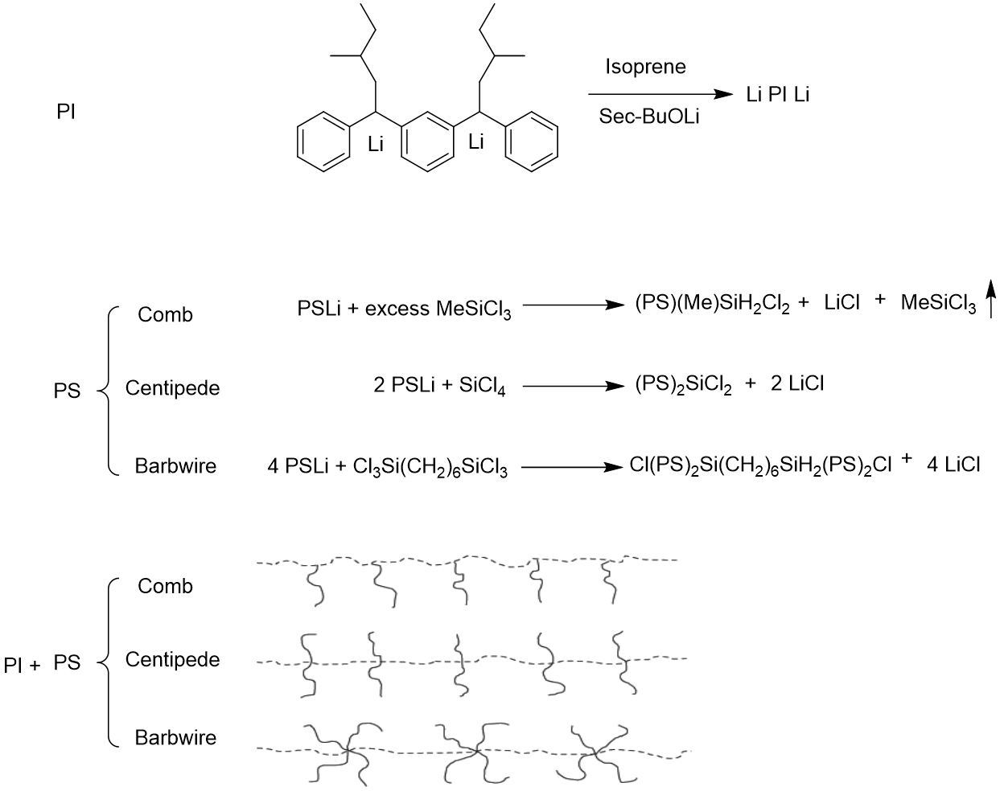 Isoprene
PI
Li PI Li
Sec-BuOLi
Li
Li
Comb
PSLi + excess MeSiCl3
(PS)(Me)SiH2Cl2 + LiCl + MeSiCl3
PS
Centipede
2 PSLi + SiCl4
(PS)2SiCl2 + 2 LiCl
Barbwire
4 PSLi + Cl3Si(CH2)6SiCl3
Cl(PS)2Si(CH2)6SiH2(PS)2Cl + 4 LiCl
Comb
PI + PS
Centipede
Barbwire